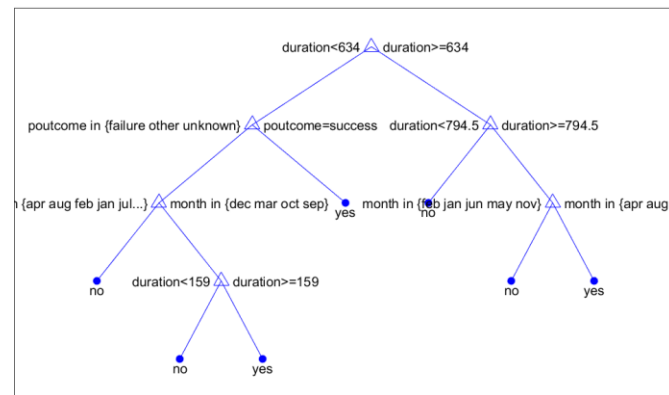 duration<634 duration>=634
poutcome in {failure other unknown} poutcome=success duration<794.5 duration>=794.5
{apr aug feb jan jul...} month in {dec mar oct sep} month in {feb jan jun may nov} month in {apr aug
yes no
no duration<159 duration>=159 no yes
no yes